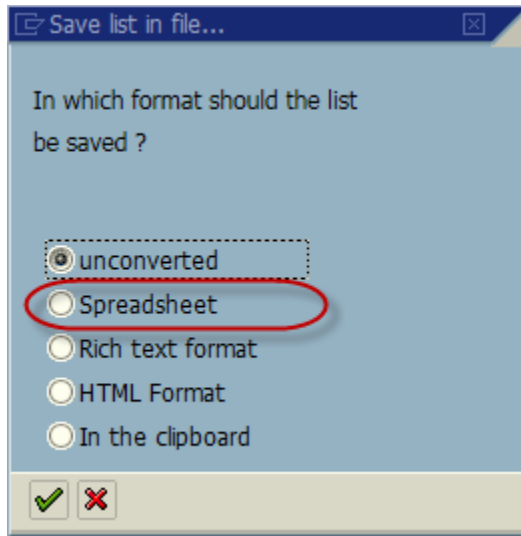 Save list in file...
In which format should the list
be saved ?
unconverted
Spreadsheet
Rich text format
HTML Format
In the clipboard